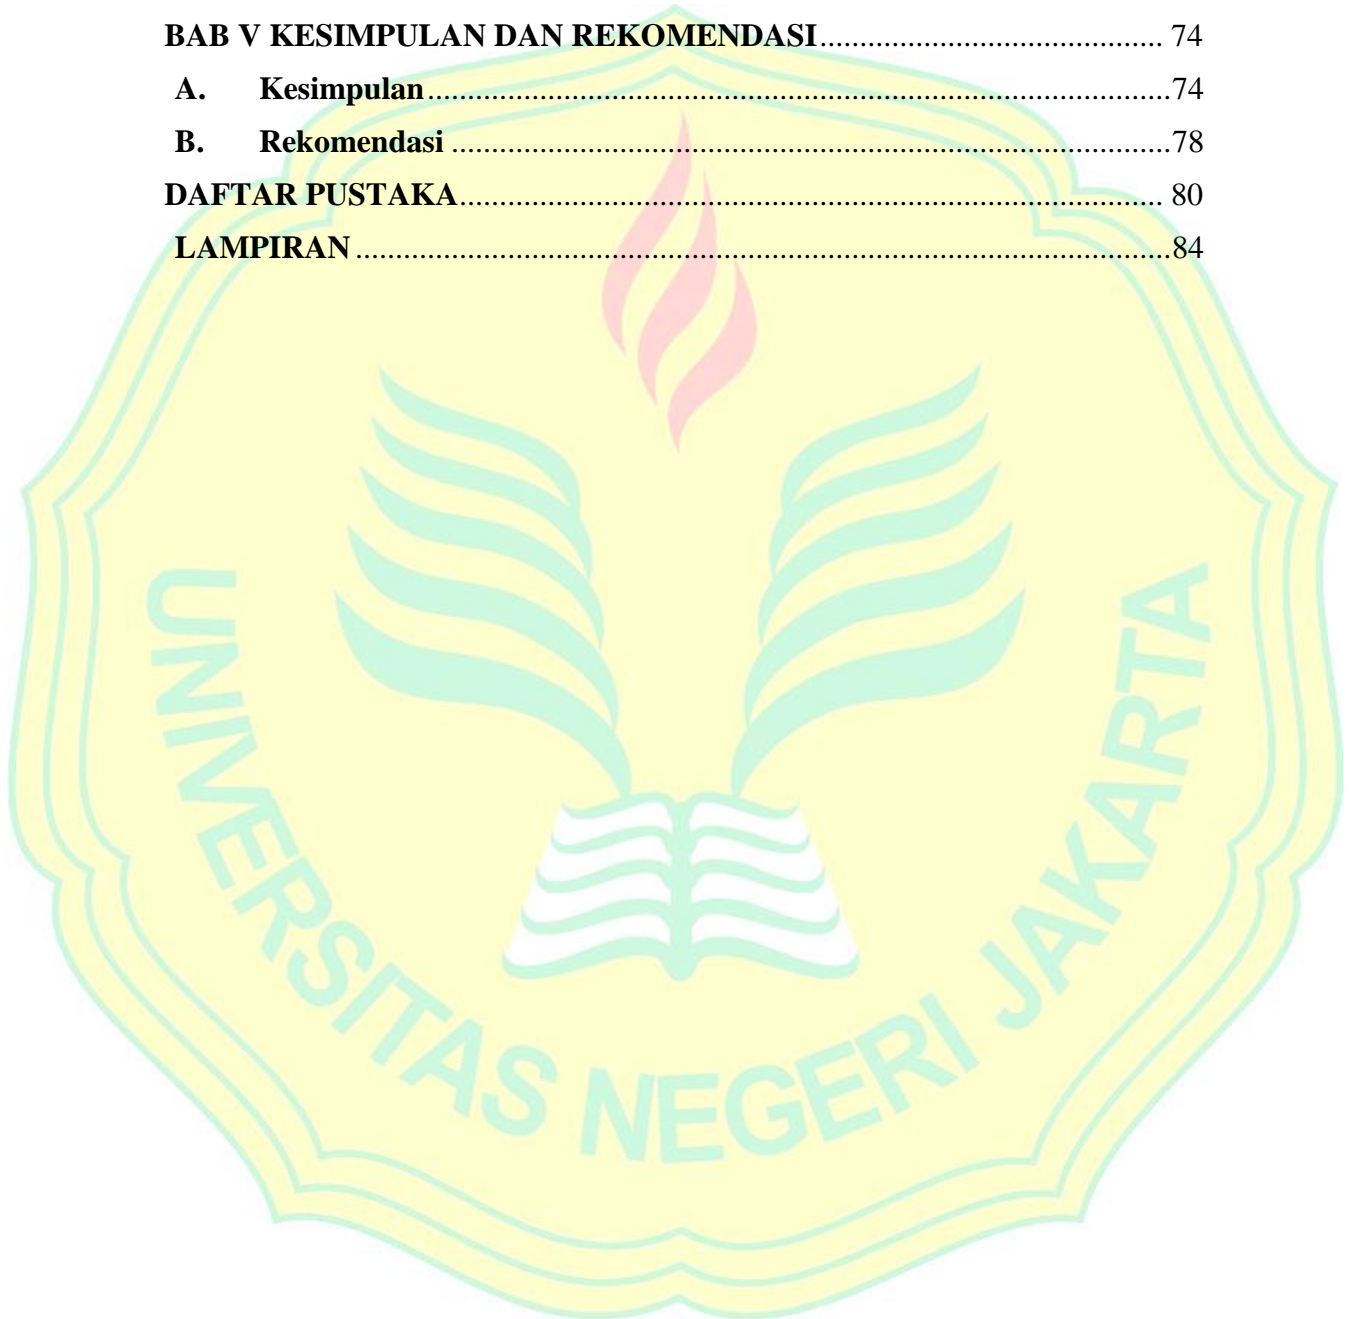 BAB V KESIMPULAN DAN REKOMENDASI........................................... 74
A. Kesimpulan..............................................................................................74
B. Rekomendasi ...........................................................................................78
DAFTAR PUSTAKA......................................................................................... 80
LAMPIRAN .......................................................................................................84
UNIVERSITAS NEGERI JAKARTA